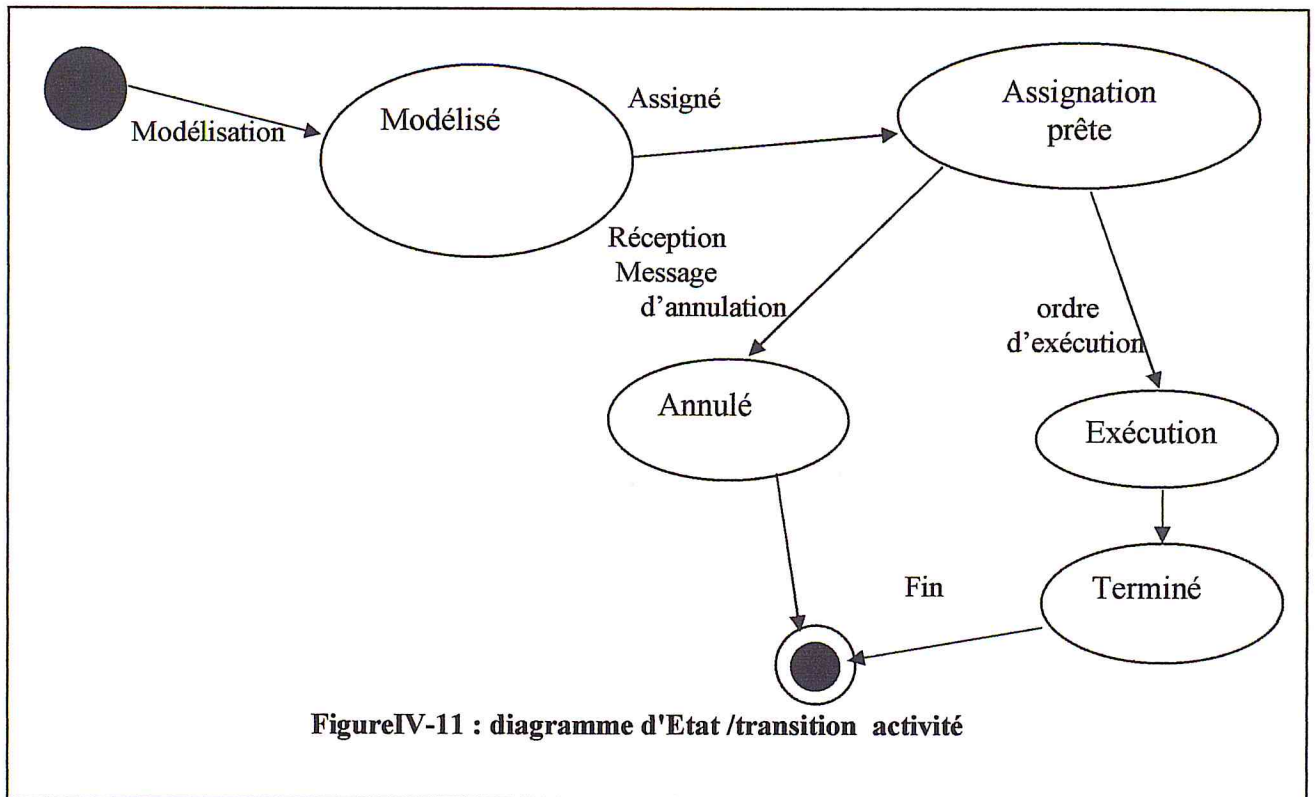 Modélisation
Modélisé
Assigné
Assignation
prête
Réception
Message
d’annulation
ordre
d’exécution
Annulé
Exécution
Terminé
Fin
FigureIV-11 : diagramme d'Etat /transition activité